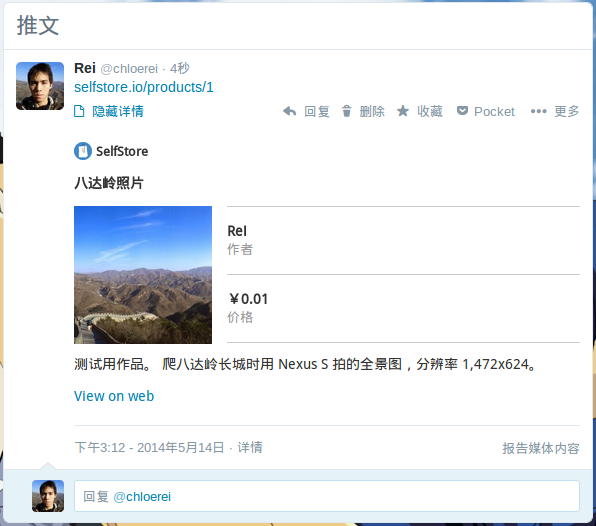 推文
Rei @chloerei · 4秒
selfstore.io/products/1
隐藏详情 回复 删除 收藏 Pocket 更多
SelfStore
八达岭照片
Rei
作者
￥0.01
价格
测试用作品。 爬八达岭长城时用 Nexus S 拍的全景图，分辨率 1,472x624。
View on web
下午3:12 - 2014年5月14日 · 详情 报告媒体内容
回复 @chloerei